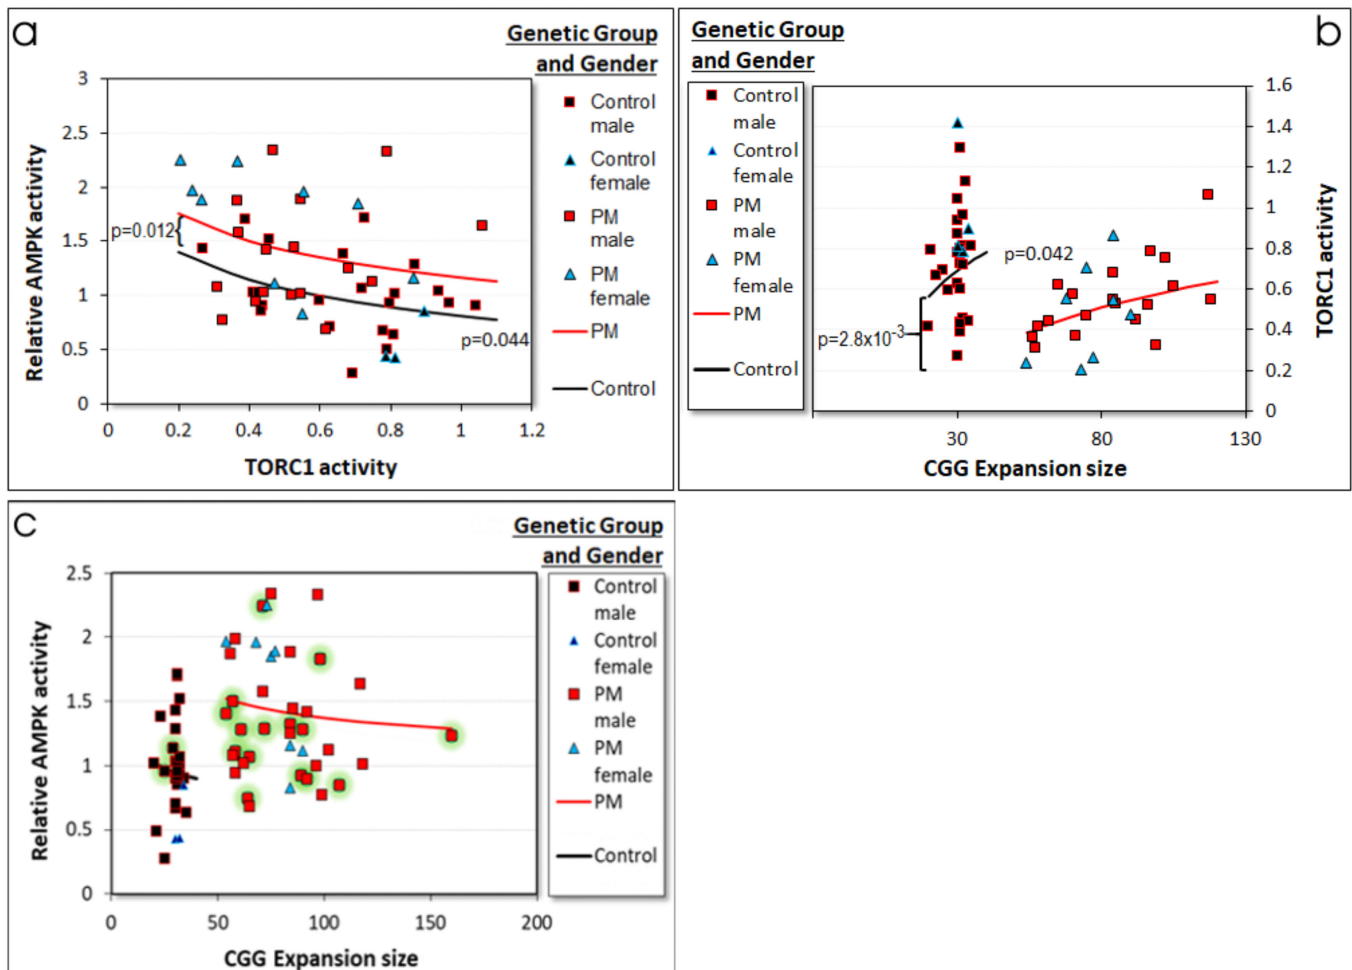 a
Genetic Group
and Gender
3
2.5
2
1.5
1
0.5
0
Relative AMPK activity
p=0.012
p=0.044
0
0.2
0.4
0.6
0.8
1
1.2
TORC1 activity
Control
male
Control
female
PM
male
PM
female
PM
Control
b
Genetic Group
and Gender
Control
male
Control
female
PM
male
PM
female
PM
Control
p=0.042
p=2.8x10-3
1.6
1.4
1.2
1
0.8
0.6
0.4
0.2
0
TORC1 activity
30
80
130
CGG Expansion size
c
Genetic Group
and Gender
2.5
2
1.5
1
0.5
0
Relative AMPK activity
0
50
100
150
200
CGG Expansion size
Control
male
Control
female
PM
male
PM
female
PM
Control